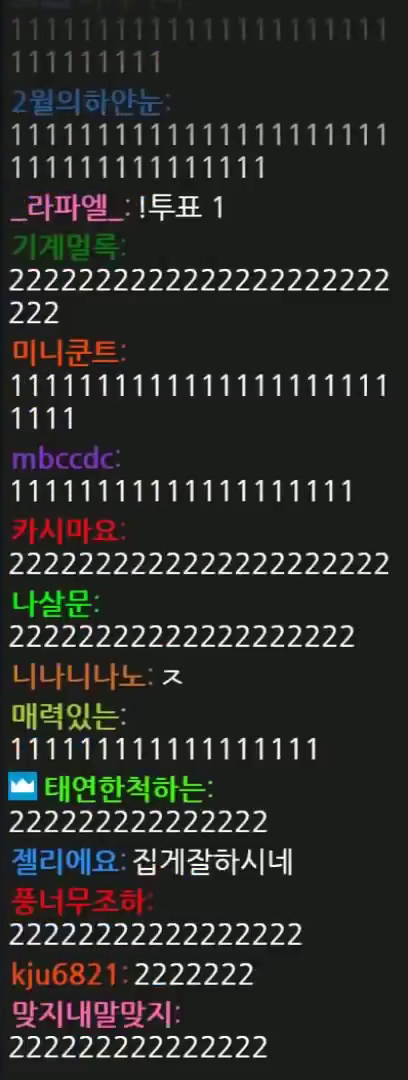 1111111111111111111111
111111111
2월의하얀눈:
1111111111111111111111
111111111111111
_라파엘_: !투표 1
기계멀록:
2222222222222222222222
222
미니쿤트:
1111111111111111111111
1111
mbccdc:
11111111111111111111
카시마요:
2222222222222222222222
나살문:
22222222222222222222
니나니나노: ㅈ
매력있는:
111111111111111111
태연한척하는:
222222222222222
젤리에요: 집게잘하시네
풍너무조하:
22222222222222222
kju6821: 2222222
맞지내말맞지:
222222222222222